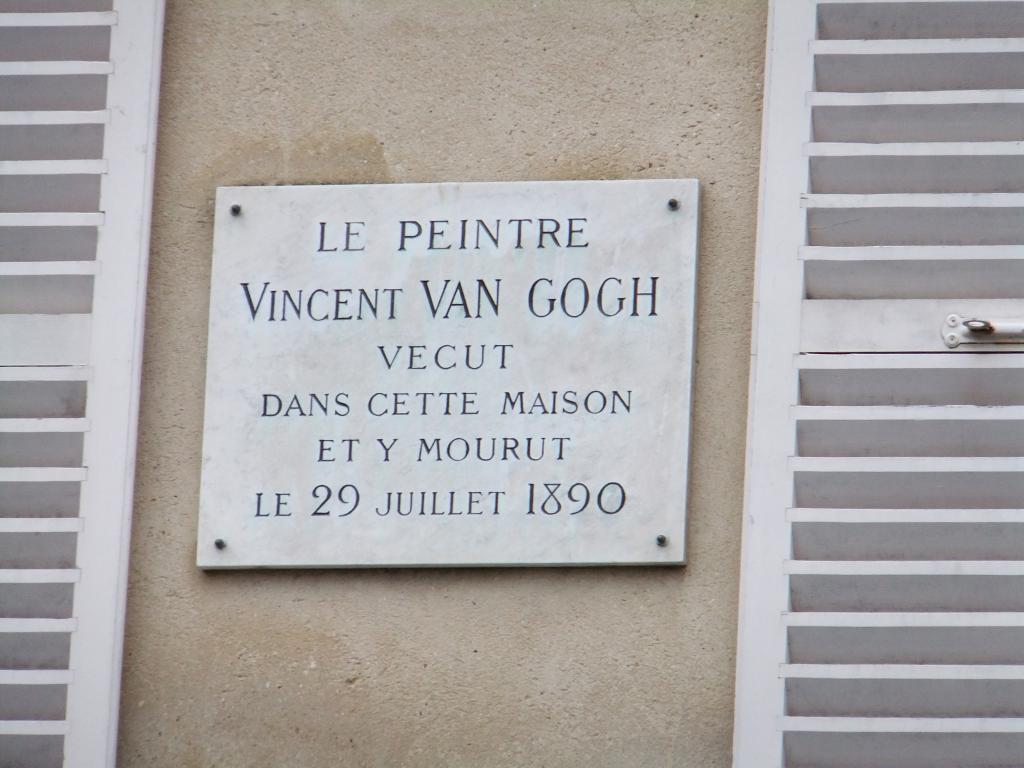 LE PEINTRE
VINCENT VAN GOGH
VECUT
DANS CETTE MAISON
ET Y MOURUT
LE 29 JUILLET 1890